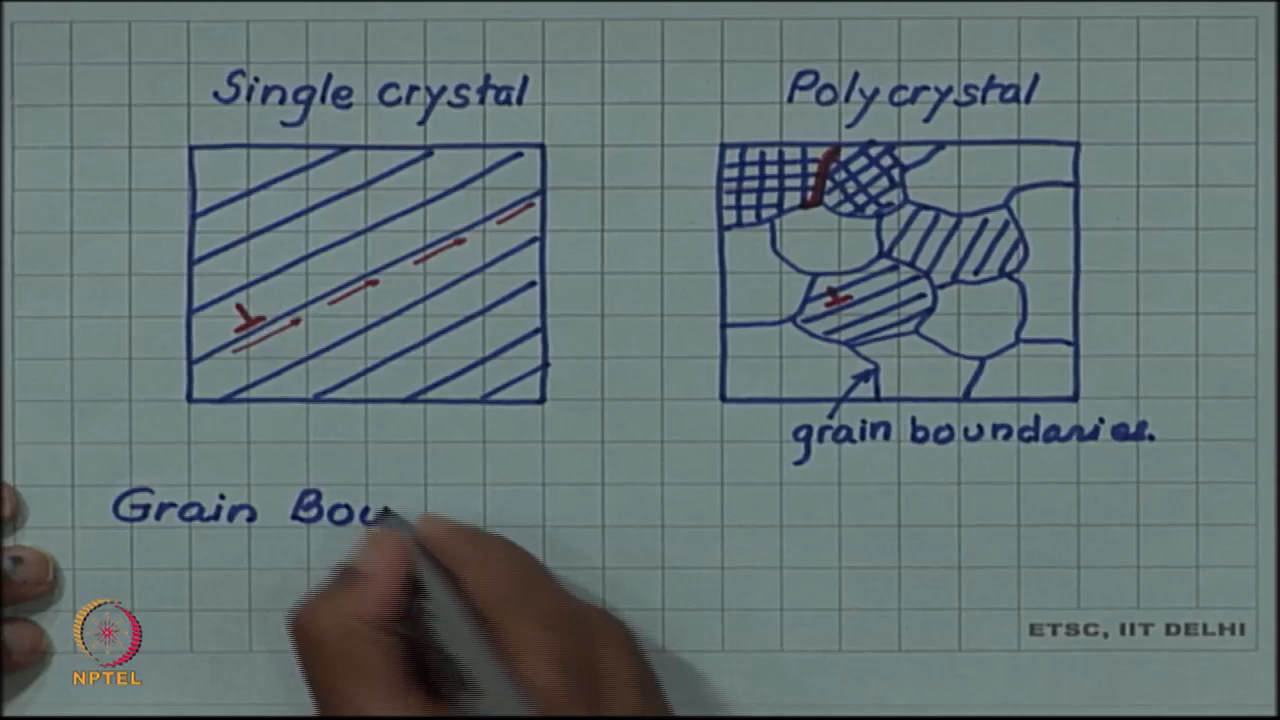 Single crystal
Polycrystal
grain boundaries.
Grain Bou
ETSC, IIT DELHI
NPTEL